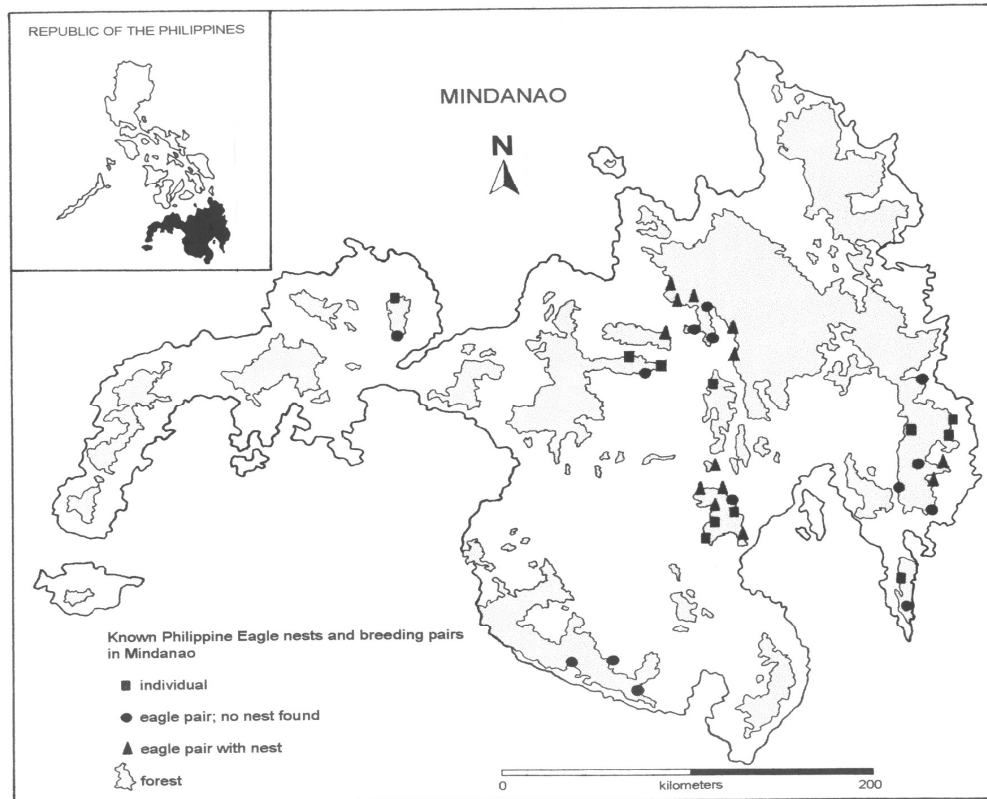 REPUBLIC OF THE PHILIPPINES
MINDANAO
N
Known Philippine Eagle nests and breeding pairs
in Mindanao
individual
eagle pair; no nest found
eagle pair with nest
forest
0 kilometers 200